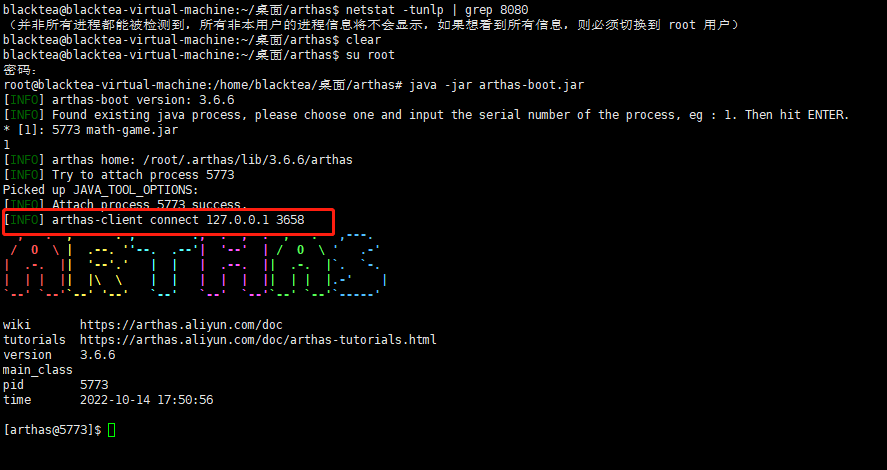 blacktea@blacktea-virtual-machine:~/桌面/arthas$ netstat -tunlp | grep 8080
（并非所有进程都能被检测到，所有非本用户的进程信息将不会显示，如果想看到所有信息，则必须切换到 root 用户）
blacktea@blacktea-virtual-machine:~/桌面/arthas$ clear
blacktea@blacktea-virtual-machine:~/桌面/arthas$ su root
密码：
root@blacktea-virtual-machine:/home/blacktea/桌面/arthas# java -jar arthas-boot.jar
[INFO] arthas-boot version: 3.6.6
[INFO] Found existing java process, please choose one and input the serial number of the process, eg : 1. Then hit ENTER.
* [1]: 5773 math-game.jar
1
[INFO] arthas home: /root/.arthas/lib/3.6.6/arthas
[INFO] Try to attach process 5773
Picked up JAVA_TOOL_OPTIONS:
[INFO] Attach process 5773 success.
[INFO] arthas-client connect 127.0.0.1 3658
ARTHAS
wiki https://arthas.aliyun.com/doc
tutorials https://arthas.aliyun.com/doc/arthas-tutorials.html
version 3.6.6
main_class
pid 5773
time 2022-10-14 17:50:56
[arthas@5773]$